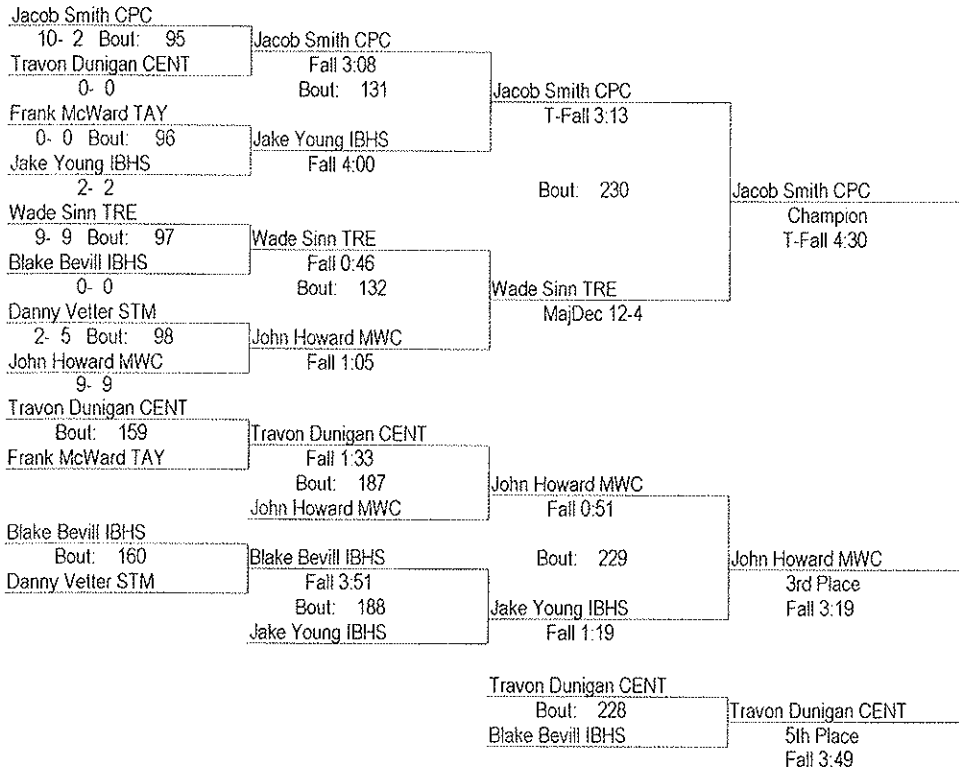 Jacob Smith CPC
10- 2 Bout: 95
Travon Dunigan CENT
0- 0
Frank McWard TAY
0- 0 Bout: 96
Jake Young IBHS
2- 2
Wade Sinn TRE
9- 9 Bout: 97
Blake Bevill IBHS
0- 0
Danny Vetter STM
2- 5 Bout: 98
John Howard MWC
9- 9
Travon Dunigan CENT
Bout: 159
Frank McWard TAY
Blake Bevill IBHS
Bout: 160
Danny Vetter STM
Jacob Smith CPC
Fall 3:08
Bout: 131
Jake Young IBHS
Fall 4:00
Wade Sinn TRE
Fall 0:46
Bout: 132
John Howard MWC
Fall 1:05
Travon Dunigan CENT
Fall 1:33
Bout: 187
John Howard MWC
Blake Bevill IBHS
Fall 3:51
Bout: 188
Jake Young IBHS
Jacob Smith CPC
T-Fall 3:13
Bout: 230
Wade Sinn TRE
MajDec 12-4
John Howard MWC
Fall 0:51
Bout: 229
Jake Young IBHS
Fall 1:19
Travon Dunigan CENT
Bout: 228
Blake Bevill IBHS
Jacob Smith CPC
Champion
T-Fall 4:30
John Howard MWC
3rd Place
Fall 3:19
Travon Dunigan CENT
5th Place
Fall 3:49